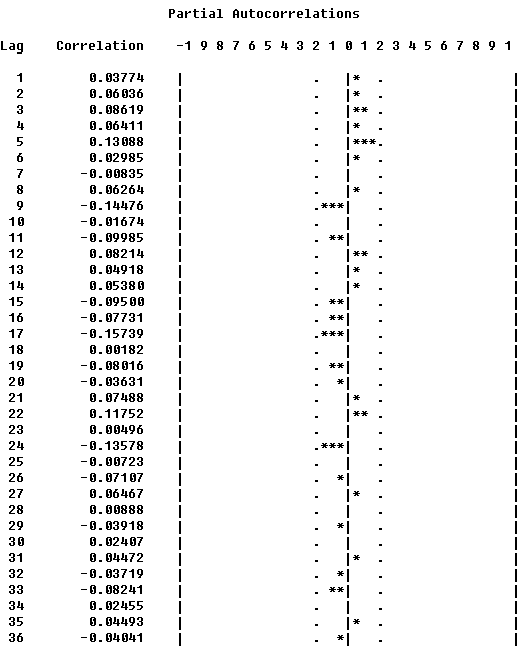 Partial Autocorrelations
Lag Correlation -1 9 8 7 6 5 4 3 2 1 0 1 2 3 4 5 6 7 8 9 1
1 0.03774 | . |* . |
2 0.06036 | . |* . |
3 0.08619 | . |** . |
4 0.06411 | . |* . |
5 0.13088 | . |***. |
6 0.02985 | . |* . |
7 -0.00835 | . | . |
8 0.06264 | . |* . |
9 -0.14476 | .***| . |
10 -0.01674 | . | . |
11 -0.09985 | . **| . |
12 0.08214 | . |** . |
13 0.04918 | . |* . |
14 0.05380 | . |* . |
15 -0.09500 | . **| . |
16 -0.07731 | . **| . |
17 -0.15739 | .***| . |
18 0.00182 | . | . |
19 -0.08016 | . **| . |
20 -0.03631 | . *| . |
21 0.07488 | . |* . |
22 0.11752 | . |** . |
23 0.00496 | . | . |
24 -0.13578 | .***| . |
25 -0.00723 | . | . |
26 -0.07107 | . *| . |
27 0.06467 | . |* . |
28 0.00888 | . | . |
29 -0.03918 | . *| . |
30 0.02407 | . | . |
31 0.04472 | . |* . |
32 -0.03719 | . *| . |
33 -0.08241 | . **| . |
34 0.02455 | . | . |
35 0.04493 | . |* . |
36 -0.04041 | . *| . |